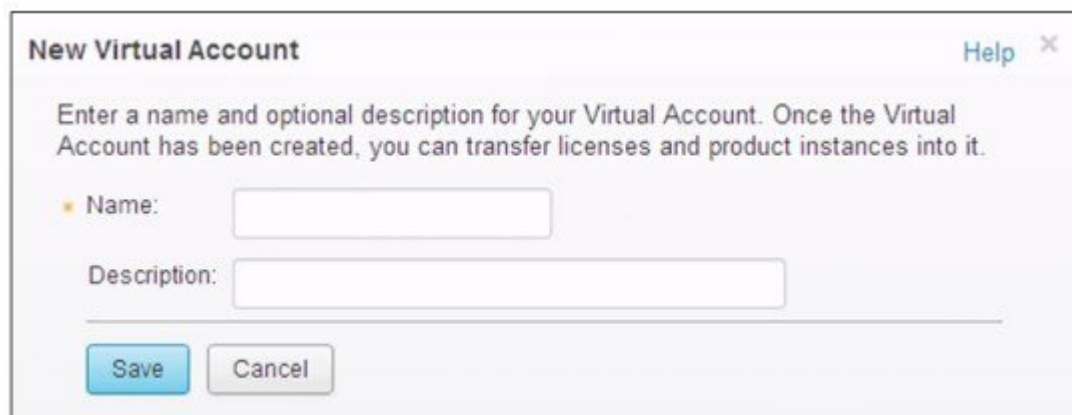 New Virtual Account
Help ×
Enter a name and optional description for your Virtual Account. Once the Virtual
Account has been created, you can transfer licenses and product instances into it.
* Name:
Description:
Save Cancel